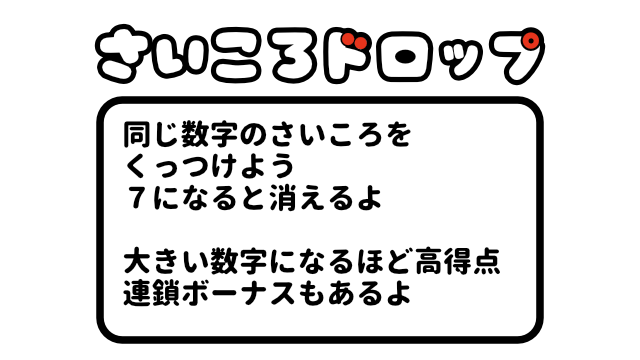 さいころドロップ
同じ数字のさいころを
くっつけよう
７になると消えるよ
大きい数字になるほど高得点
連鎖ボーナスもあるよ